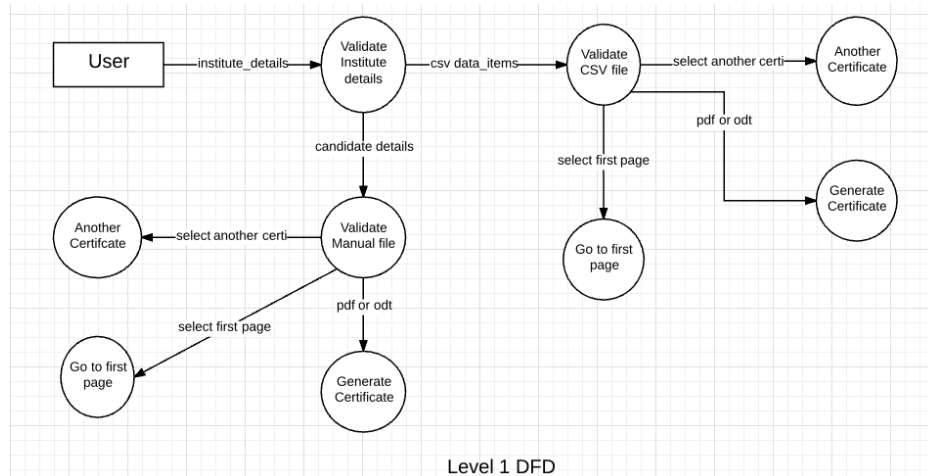 User
institute_details
Validate
Institute
details
csv data_items
Validate
CSV file
select another certi
Another
Certificate
pdf or odt
candidate details
select first page
Generate
Certificate
Another
Certifcate
select another certi
Validate
Manual file
Go to first
page
select first page
pdf or odt
Go to first
page
Generate
Certificate
Level 1 DFD